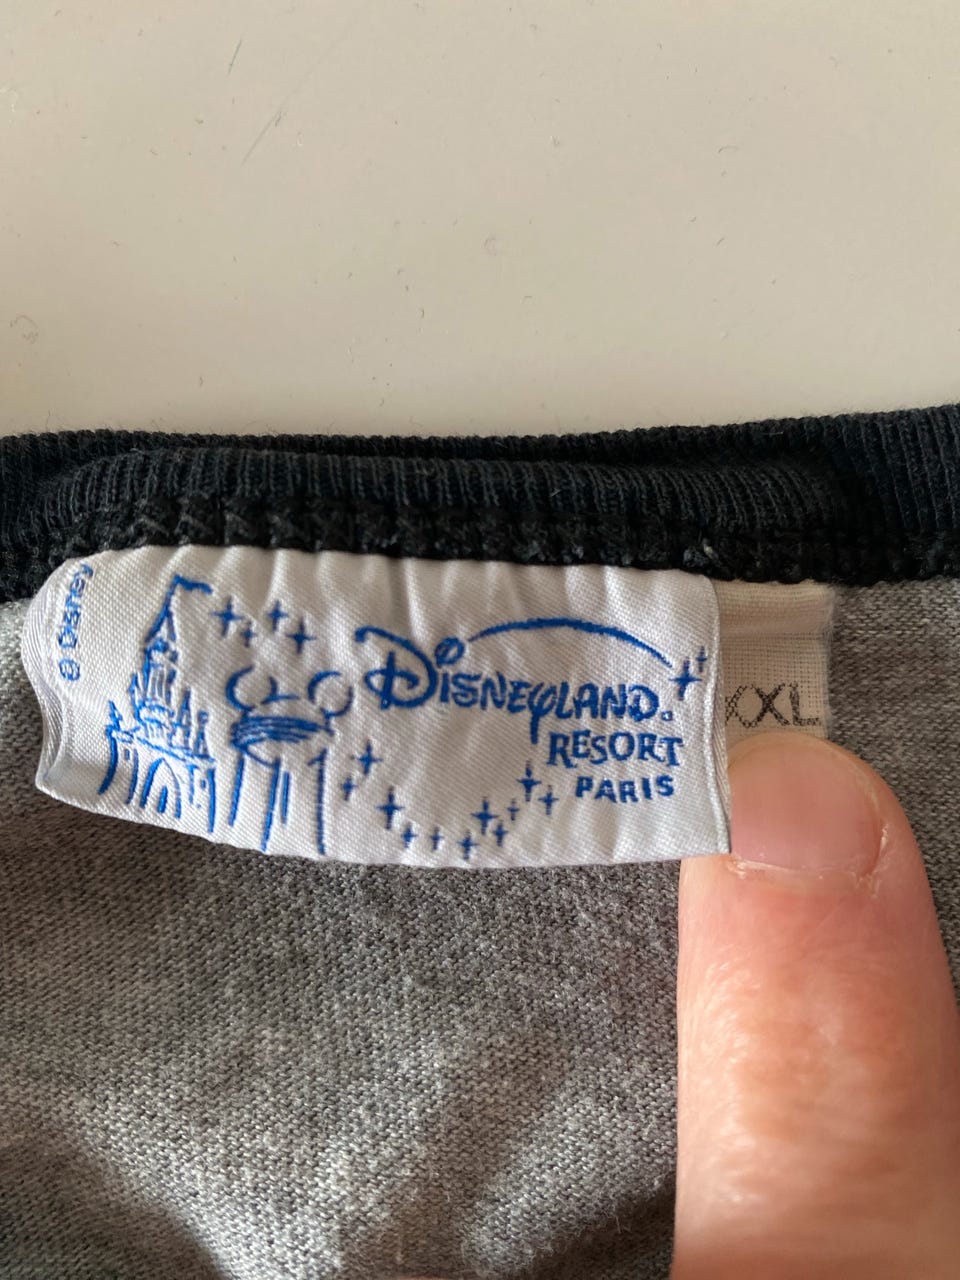 © Disney
DISNEYLAND®
RESORT
PARIS
XXL